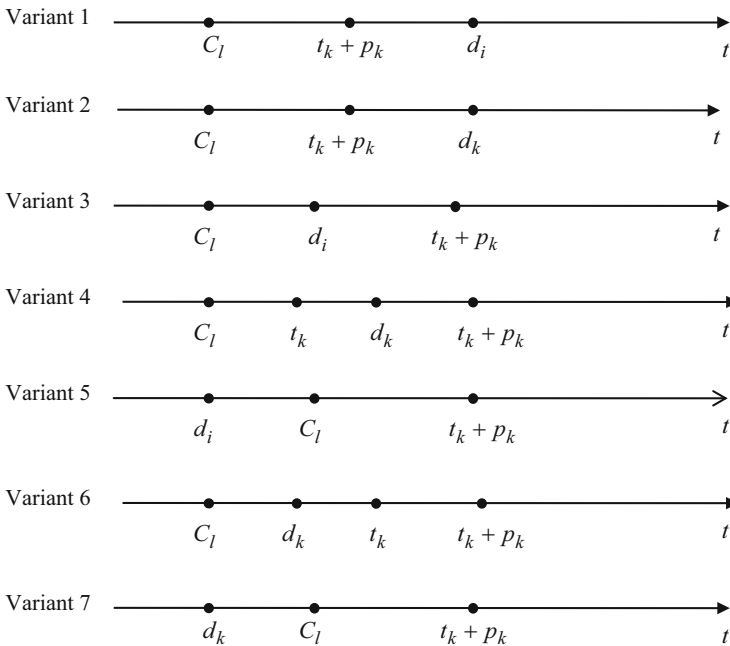 Variant 1
C_l t_k + p_k d_i t
Variant 2
C_l t_k + p_k d_k t
Variant 3
C_l d_i t_k + p_k t
Variant 4
C_l t_k d_k t_k + p_k t
Variant 5
d_i C_l t_k + p_k t
Variant 6
C_l d_k t_k t_k + p_k t
Variant 7
d_k C_l t_k + p_k t